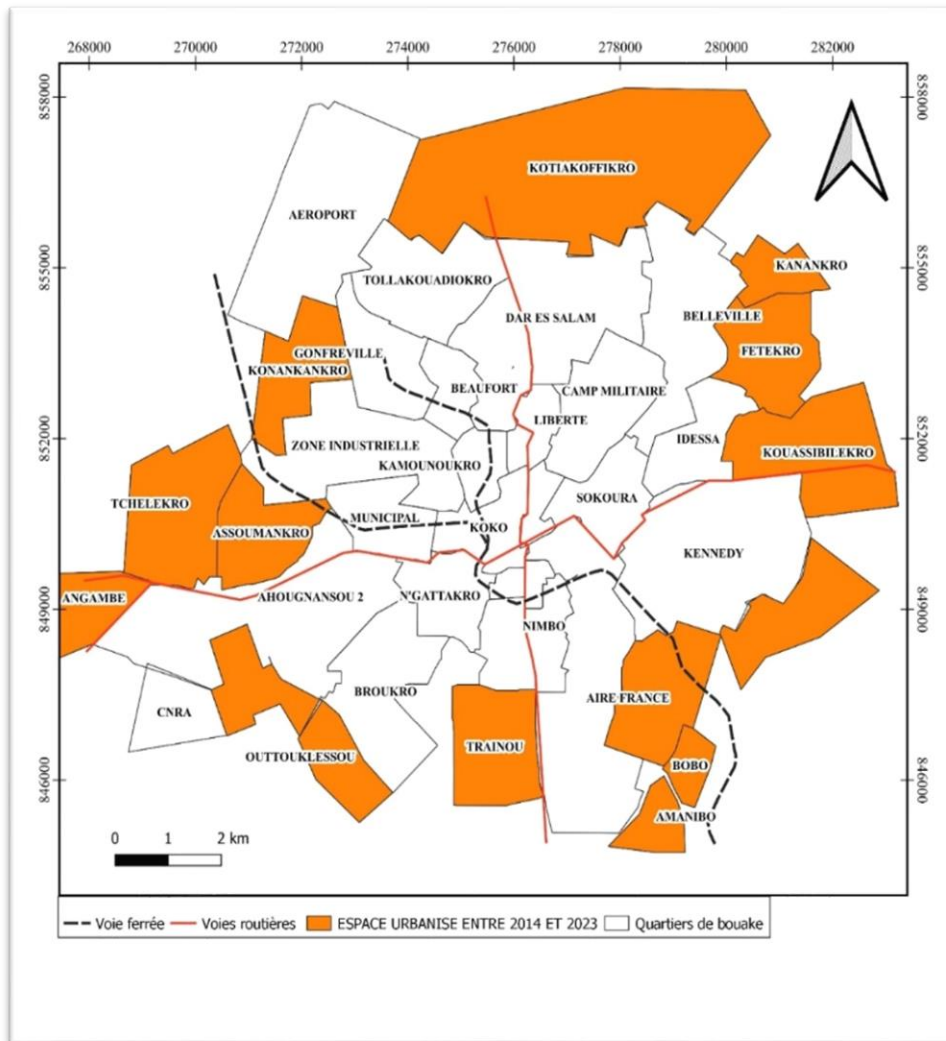 268000 270000 272000 274000 276000 278000 280000 282000
858000 858000
KOTIAKOFFIKRO
AEROPORT
855000 855000
KANANKRO
TOLLAKOUADIOKRO
DAR ES SALAM
BELLEVILLE
GONFREVILLE
FETEKRO
KONANKANKRO
BEAUFORT
CAMP MILITAIRE
LIBERTE
852000 852000
ZONE INDUSTRIELLE
IDESSA
KOUASSIBILEKRO
KAMOUNOUKRO
TCHELEKRO
SOKOURA
MUNICIPAL
KOKO
ASSOUMANKRO
KENNEDY
ANGAMBE
AHOUGNANSOU 2
N'GATTAKRO
849000 849000
NIMBO
BROUKRO
AIRE FRANCE
CNRA
TRAINOU
OUTTOUKLESSOU
BOBO
846000 846000
AMANIBO
0 1 2 km
Voie ferrée Voies routières ESPACE URBANISE ENTRE 2014 ET 2023 Quartiers de bouake